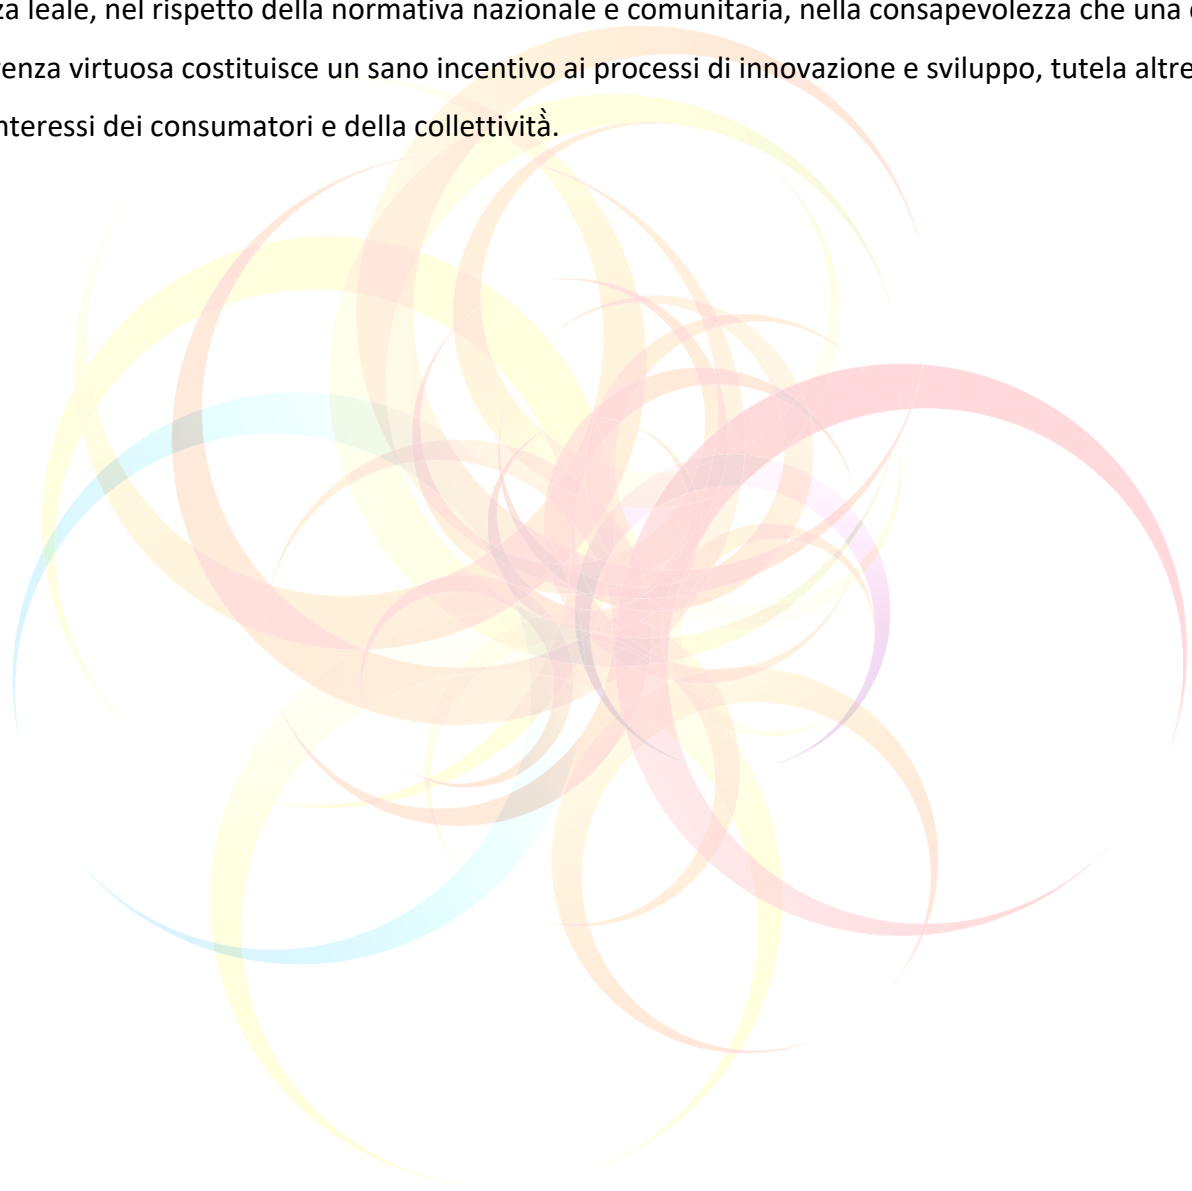 za leale, nel rispetto della normativa nazionale e comunitaria, nella consapevolezza che una
enza virtuosa costituisce un sano incentivo ai processi di innovazione e sviluppo, tutela altre
nteressi dei consumatori e della collettività.